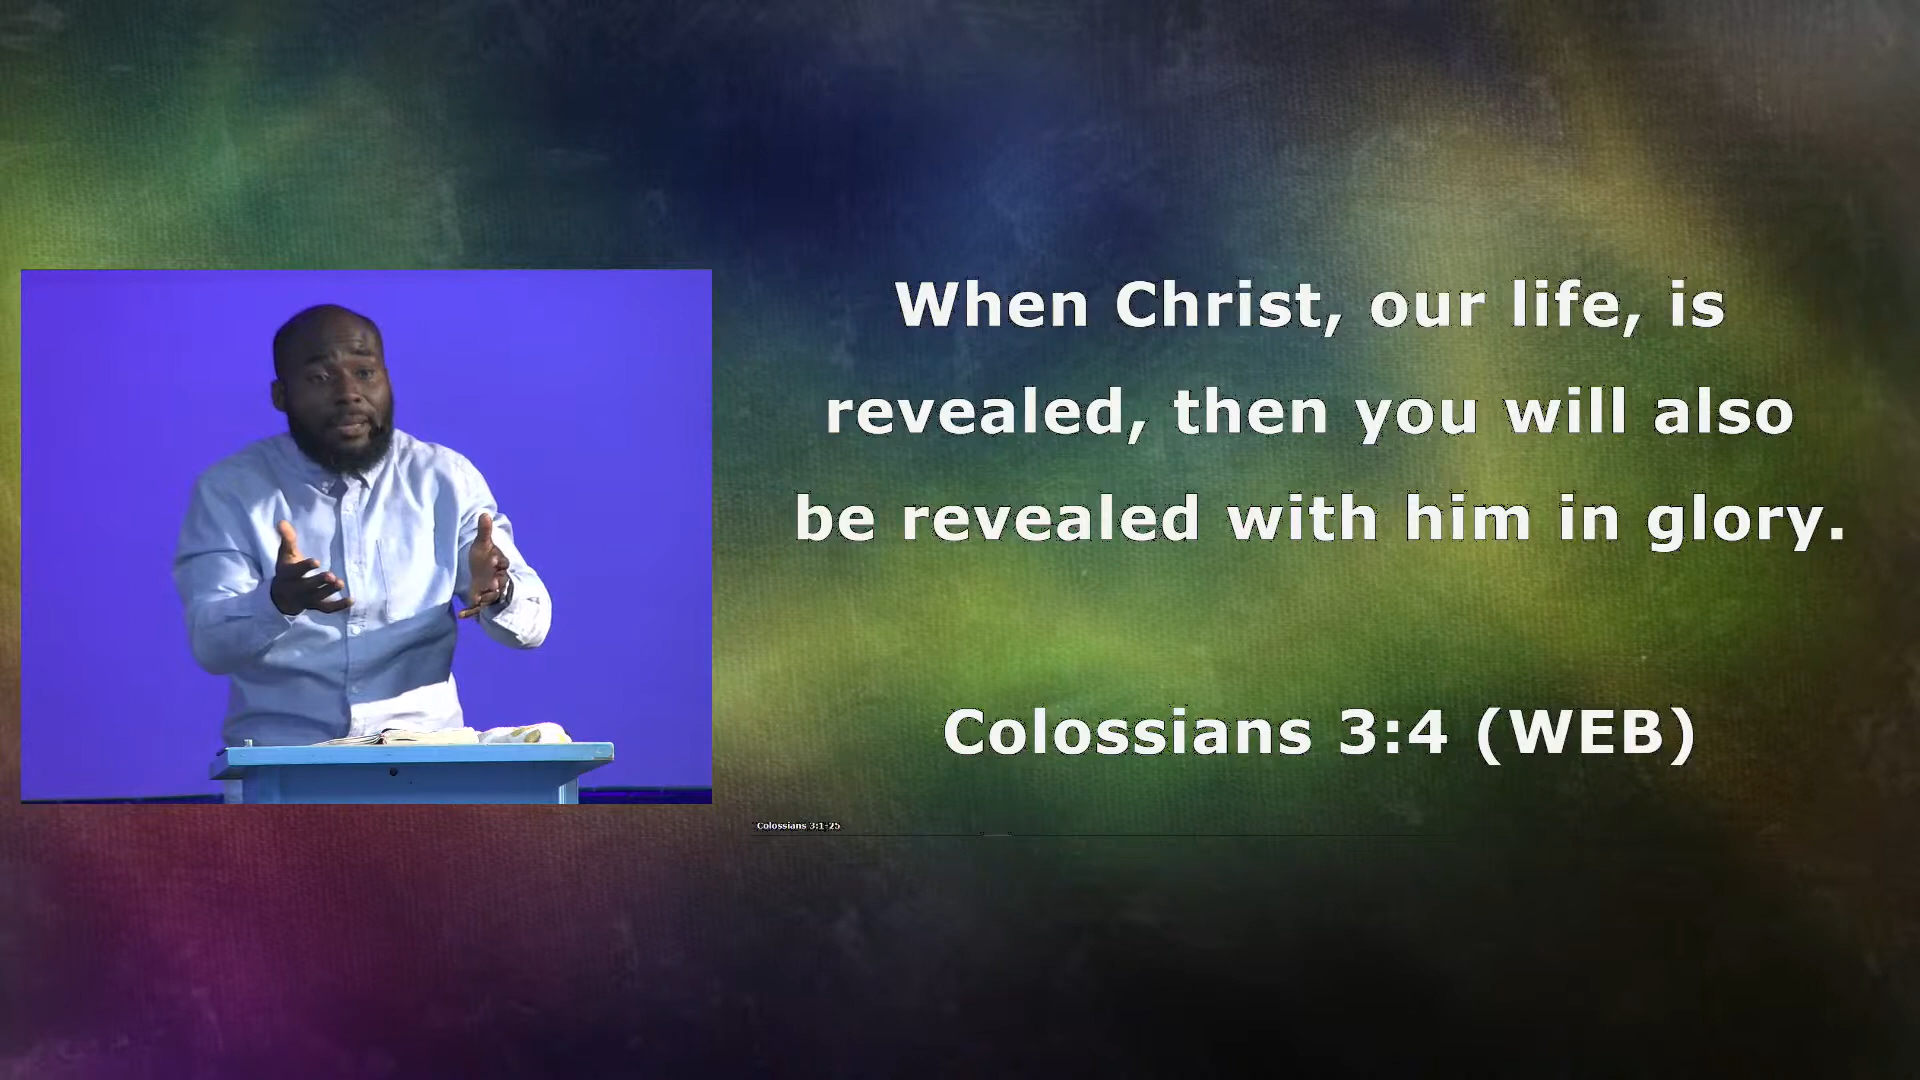 When Christ, our life, is
revealed, then you will also
be revealed with him in glory.
Colossians 3:4 (WEB)
Colossians 3:1-25